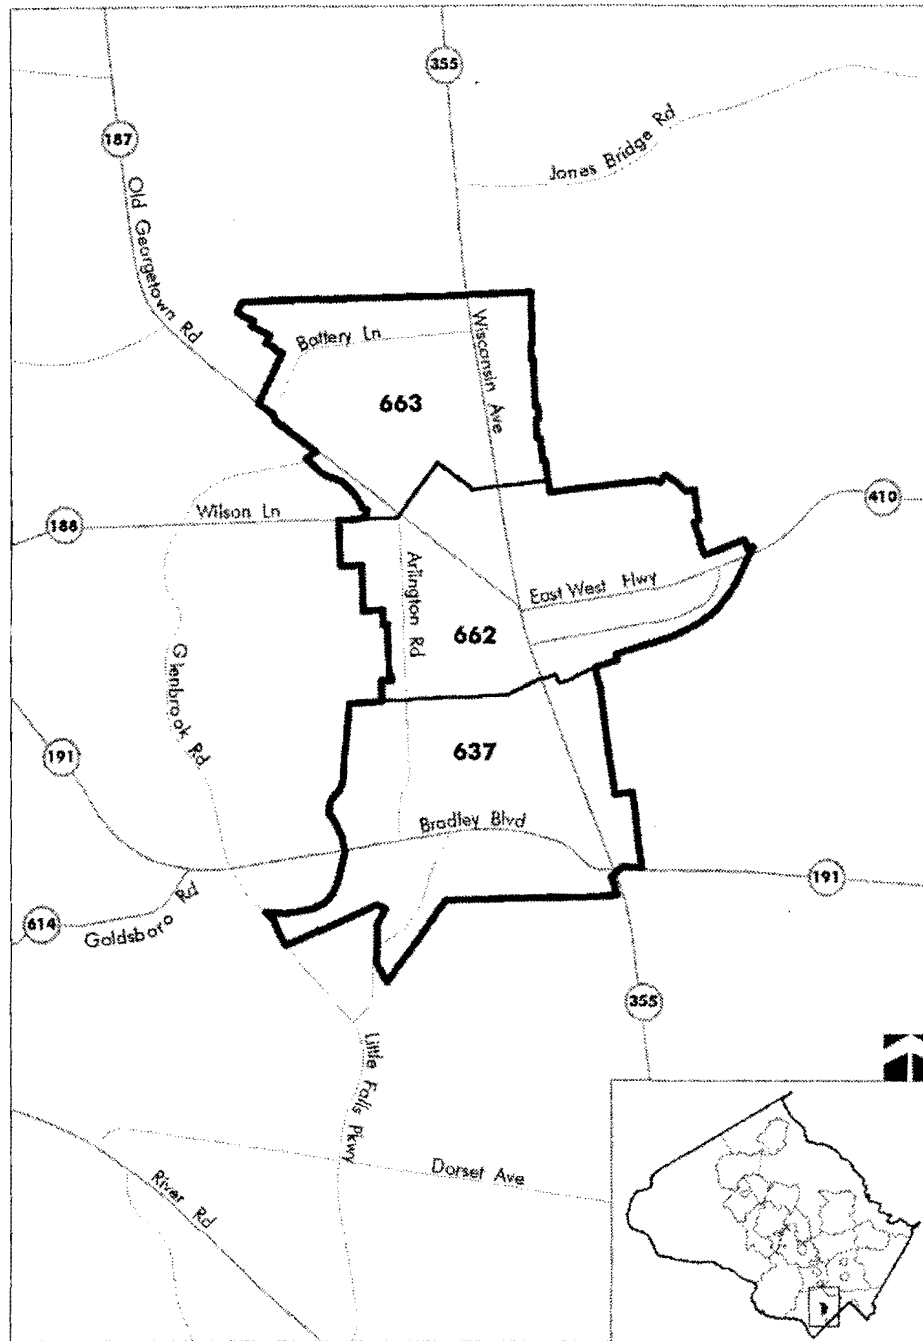 355
187
Jones Bridge Rd
Old Georgetown Rd
Battery Ln
Wisconsin Ave
663
410
188
Wilson Ln
Arlington Rd
East West Hwy
662
Glenbrook Rd
191
637
Bradley Blvd
191
614
Goldsboro Rd
355
Little Falls Pkwy
Dorset Ave
River Rd